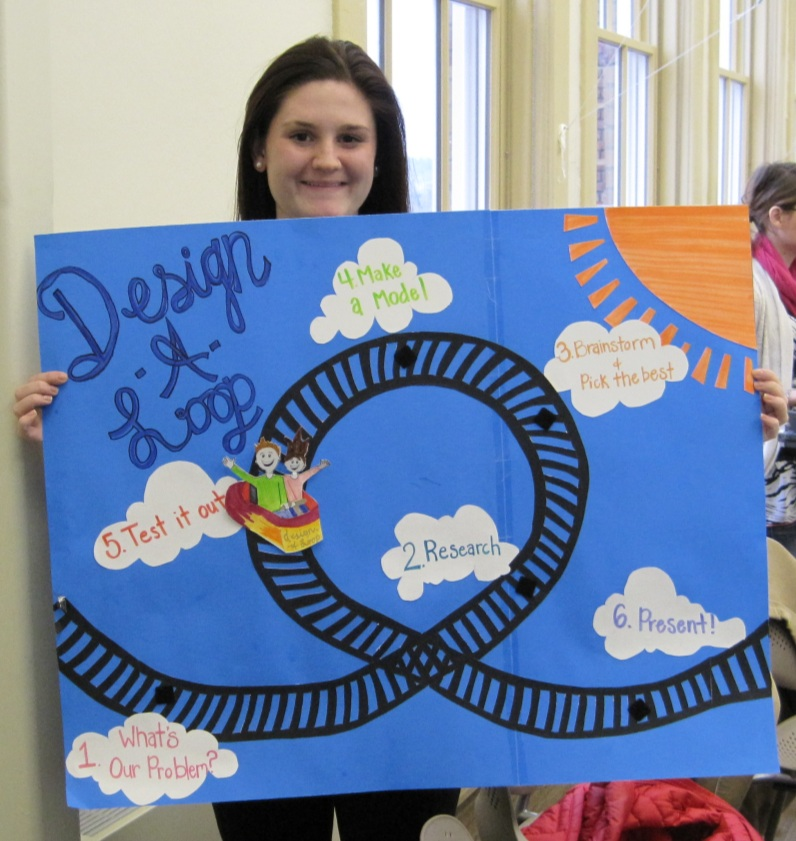 Design
-A-
Loop
1. What's
Our Problem?
2. Research
3. Brainstorm
+
Pick the best
4. Make
a Model
5. Test it out
6. Present!